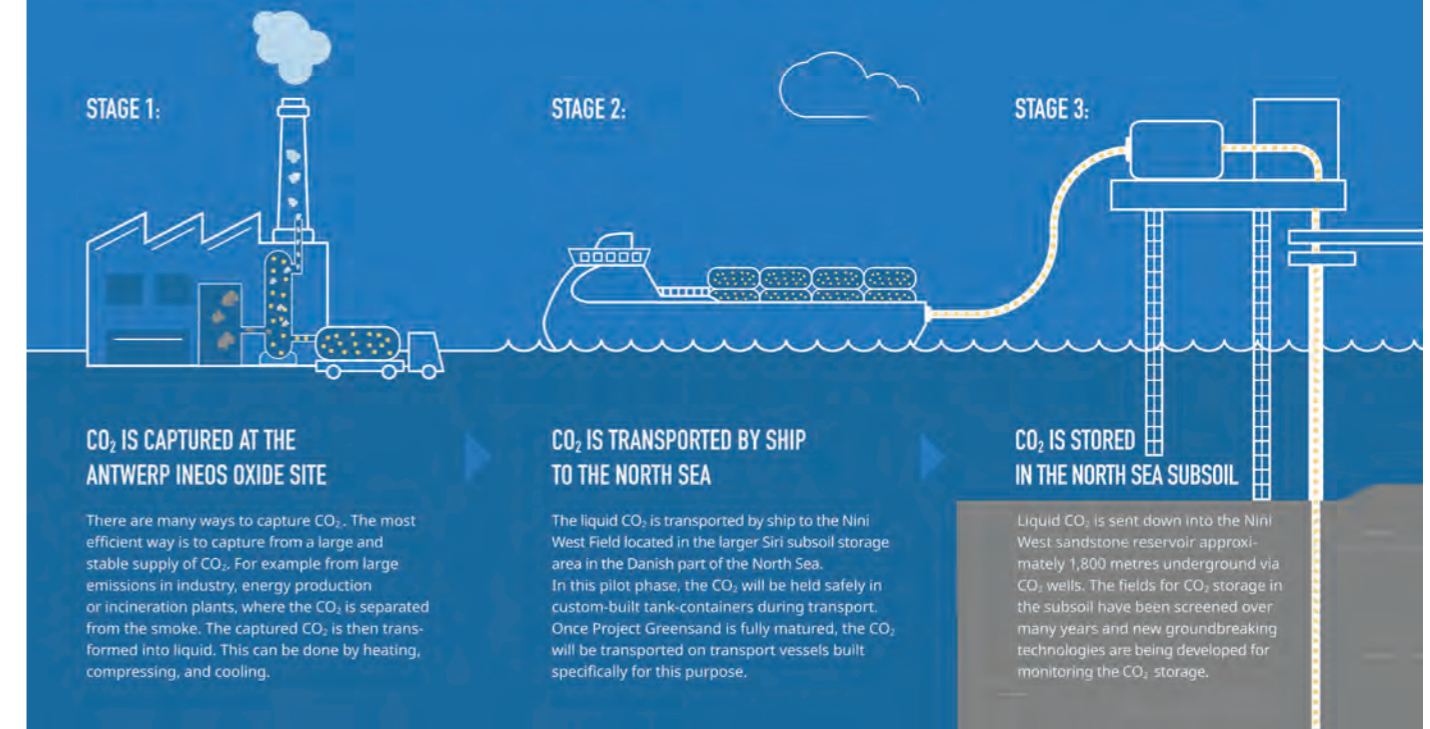 STAGE 1:
CO₂ IS CAPTURED AT THE
ANTWERP INEOS OXIDE SITE
There are many ways to capture CO₂. The most
efficient way is to capture from a large and
stable supply of CO₂. For example from large
emissions in industry, energy production
or incineration plants, where the CO₂ is separated
from the smoke. The captured CO₂ is then trans-
formed into liquid. This can be done by heating,
compressing, and cooling.
STAGE 2:
CO₂ IS TRANSPORTED BY SHIP
TO THE NORTH SEA
The liquid CO₂ is transported by ship to the Nini
West Field located in the larger Siri subsoil storage
area in the Danish part of the North Sea.
In this pilot phase, the CO₂ will be held safely in
custom-built tank-containers during transport.
Once Project Greensand is fully matured, the CO₂
will be transported on transport vessels built
specifically for this purpose.
STAGE 3:
CO₂ IS STORED
IN THE NORTH SEA SUBSOIL
Liquid CO₂ is sent down into the Nini
West sandstone reservoir approxi-
mately 1,800 metres underground via
CO₂ wells. The fields for CO₂ storage in
the subsoil have been screened over
many years and new groundbreaking
technologies are being developed for
monitoring the CO₂ storage.